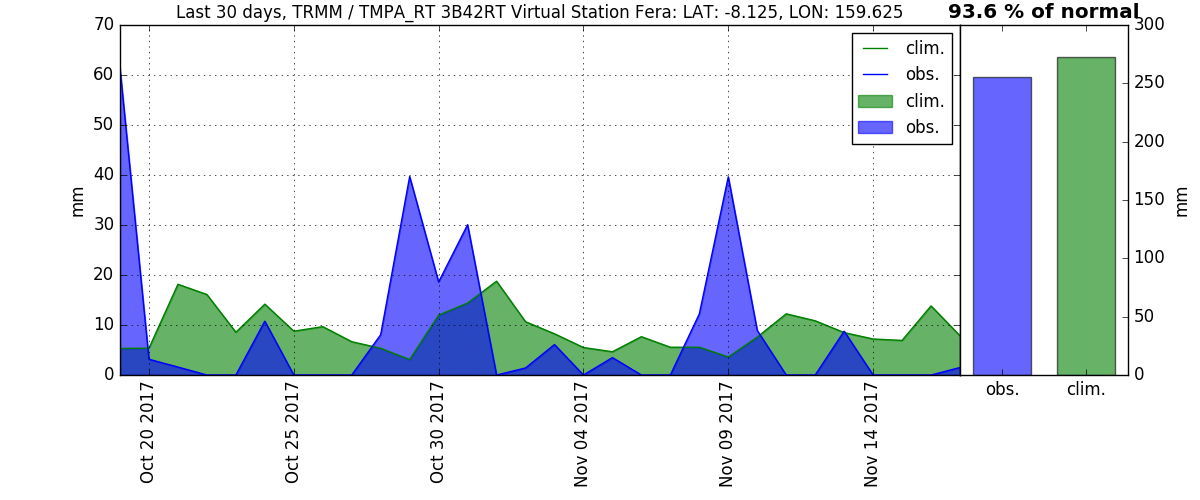 Last 30 days, TRMM / TMPA_RT 3B42RT Virtual Station Fera: LAT: -8.125, LON: 159.625
93.6 % of normal
70
60
50
40
30
20
10
0
mm
clim.
obs.
clim.
obs.
300
250
200
150
100
50
0
mm
obs. clim.
Oct 20 2017
Oct 25 2017
Oct 30 2017
Nov 04 2017
Nov 09 2017
Nov 14 2017